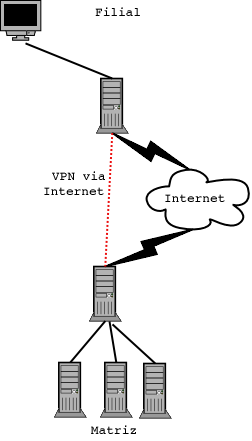 Filial
VPN via
Internet
Internet
Matriz